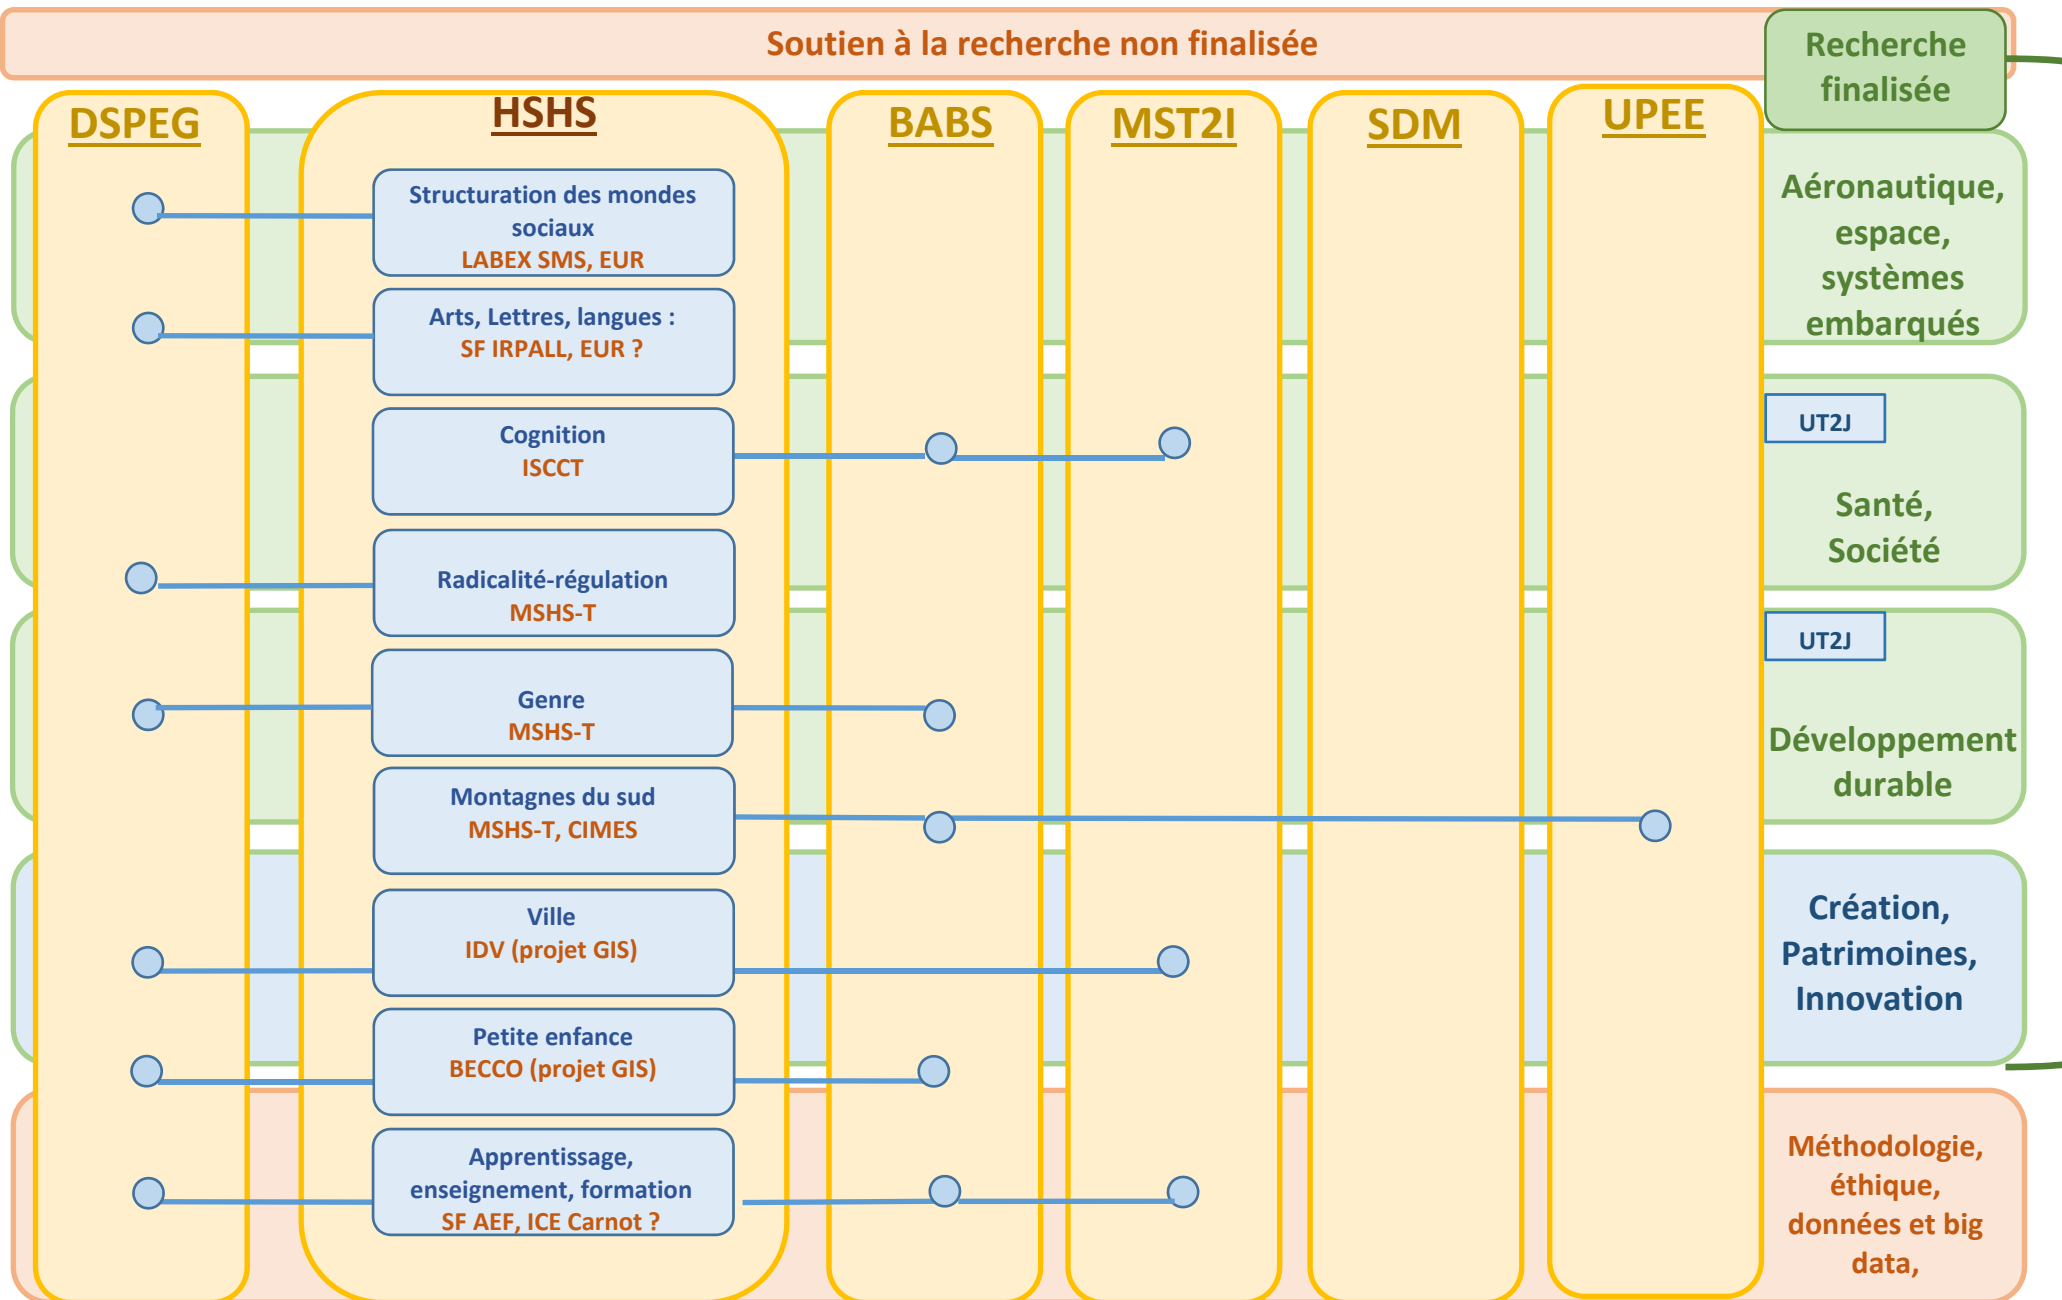 Soutien à la recherche non finalisée
Recherche
finalisée
DSPEG
HSHS
BABS
MST2I
SDM
UPEE
Structuration des mondes
sociaux
LABEX SMS, EUR
Arts, Lettres, langues :
SF IRPALL, EUR ?
Cognition
ISCCT
Radicalité-régulation
MSHS-T
Genre
MSHS-T
Montagnes du sud
MSHS-T, CIMES
Ville
IDV (projet GIS)
Petite enfance
BECCO (projet GIS)
Apprentissage,
enseignement, formation
SF AEF, ICE Carnot ?
Aéronautique,
espace,
systèmes
embarqués
UT2J
Santé,
Société
UT2J
Développement
durable
Création,
Patrimoines,
Innovation
Méthodologie,
éthique,
données et big
data,